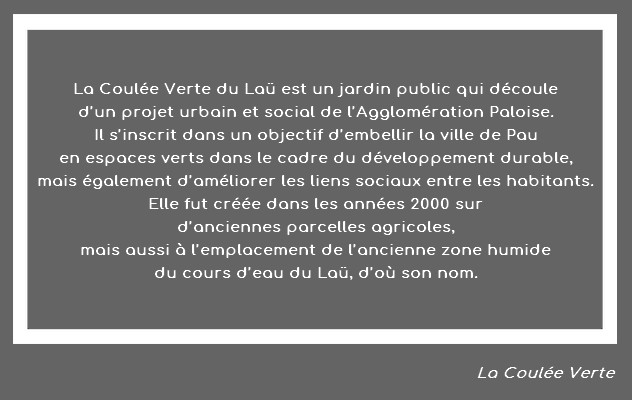 La Coulée Verte du Laü est un jardin public qui découle
d'un projet urbain et social de l'Agglomération Paloise.
Il s'inscrit dans un objectif d'embellir la ville de Pau
en espaces verts dans le cadre du développement durable,
mais également d'améliorer les liens sociaux entre les habitants.
Elle fut créée dans les années 2000 sur
d'anciennes parcelles agricoles,
mais aussi à l'emplacement de l'ancienne zone humide
du cours d'eau du Laü, d'où son nom.
La Coulée Verte